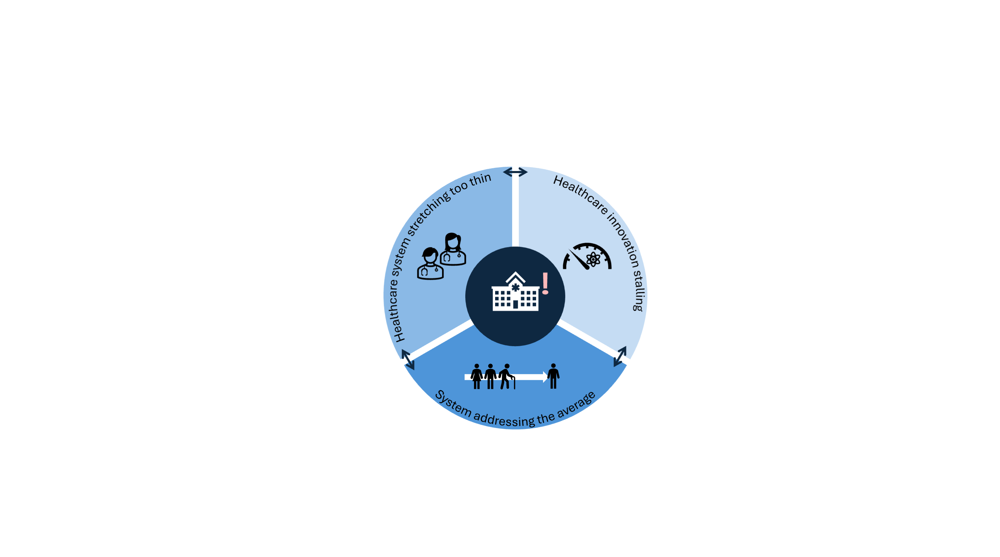 Healthcare system stretching too thin
Healthcare innovation stalling
System addressing the average